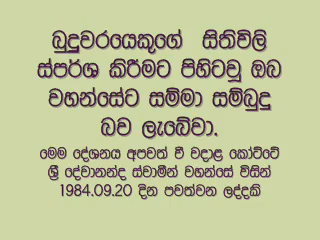 බුදුවරයෙකුගේ සිතිවිලි
ස්පර්ශ කිරීමට පිහිටවූ ඔබ
වහන්සේට සම්මා සම්බුදු
බව ලැබේවා.
මෙම දේශනය අපවත් වී වදාළ කෝට්ටේ
ශ්‍රී දේවානන්ද ස්වාමීන් වහන්සේ විසින්
1984.09.20 දින පවත්වන ලද්දකි